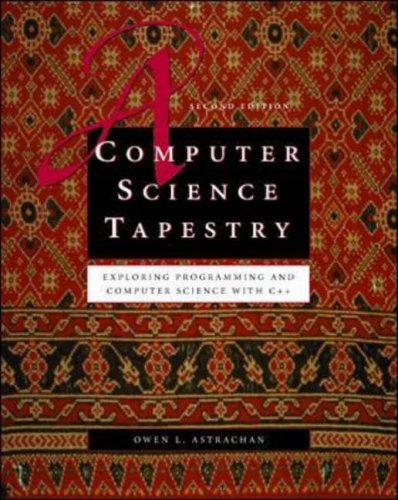 A
SECOND EDITION
COMPUTER
SCIENCE
TAPESTRY
EXPLORING PROGRAMMING AND
COMPUTER SCIENCE WITH C++
OWEN L. ASTRACHAN